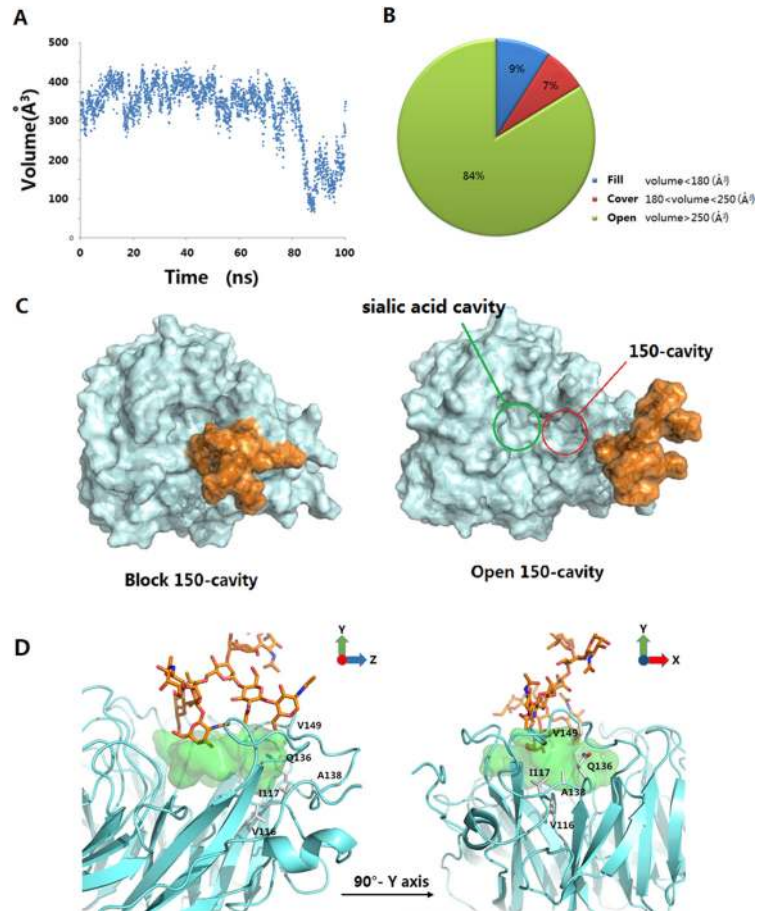 A
Volume(Å³)
500
400
300
200
100
0
0 20 40 60 80 100
Time (ns)
B
9%
7%
84%
Fill volume<180 (Å³)
Cover 180<volume<250 (Å³)
Open volume>250 (Å³)
C
sialic acid cavity
150-cavity
Block 150-cavity
Open 150-cavity
D
Y
Z
V149
Q136
A138
I117
V116
Y
X
V149
Q136
I117
A138
V116
90°- Y axis